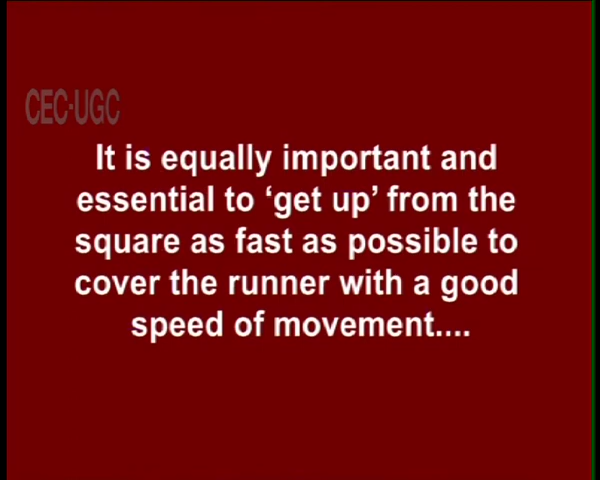 CEC-UGC
It is equally important and
essential to ‘get up’ from the
square as fast as possible to
cover the runner with a good
speed of movement....